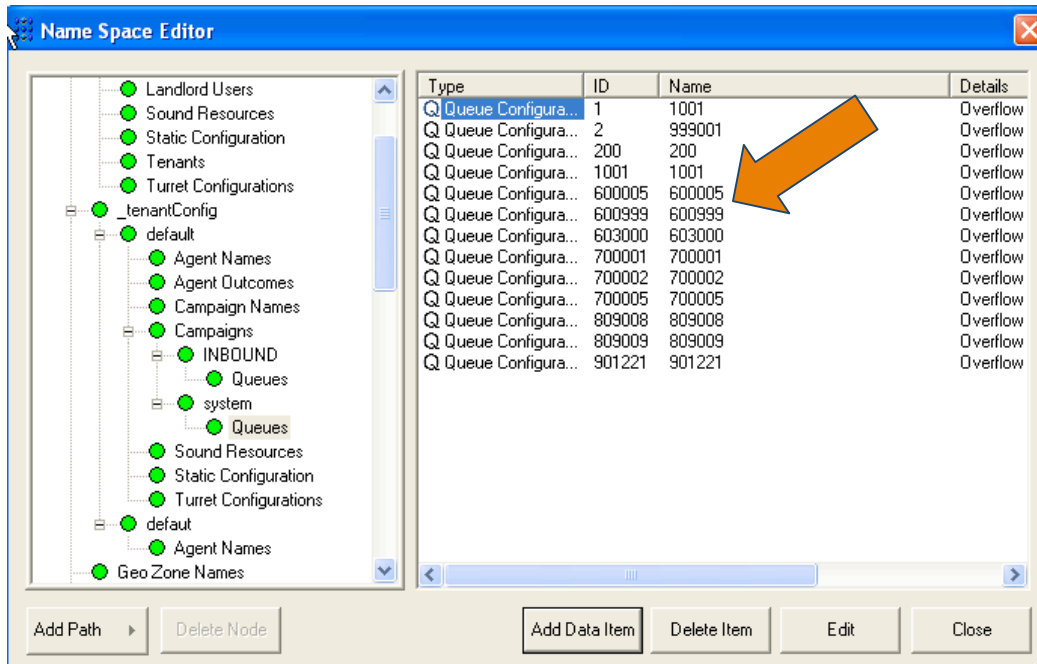 Name Space Editor
Landlord Users
Sound Resources
Static Configuration
Tenants
Turret Configurations
_tenantConfig
default
Agent Names
Agent Outcomes
Campaign Names
Campaigns
INBOUND
Queues
system
Queues
Sound Resources
Static Configuration
Turret Configurations
defaut
Agent Names
Geo Zone Names
Type ID Name Details
Q Queue Configura... 1 1001 Overflow
Q Queue Configura... 2 999001 Overflow
Q Queue Configura... 200 200 Overflow
Q Queue Configura... 1001 1001 Overflow
Q Queue Configura... 600005 600005 Overflow
Q Queue Configura... 600999 600999 Overflow
Q Queue Configura... 603000 603000 Overflow
Q Queue Configura... 700001 700001 Overflow
Q Queue Configura... 700002 700002 Overflow
Q Queue Configura... 700005 700005 Overflow
Q Queue Configura... 809008 809008 Overflow
Q Queue Configura... 809009 809009 Overflow
Q Queue Configura... 901221 901221 Overflow
Add Path Delete Node Add Data Item Delete Item Edit Close